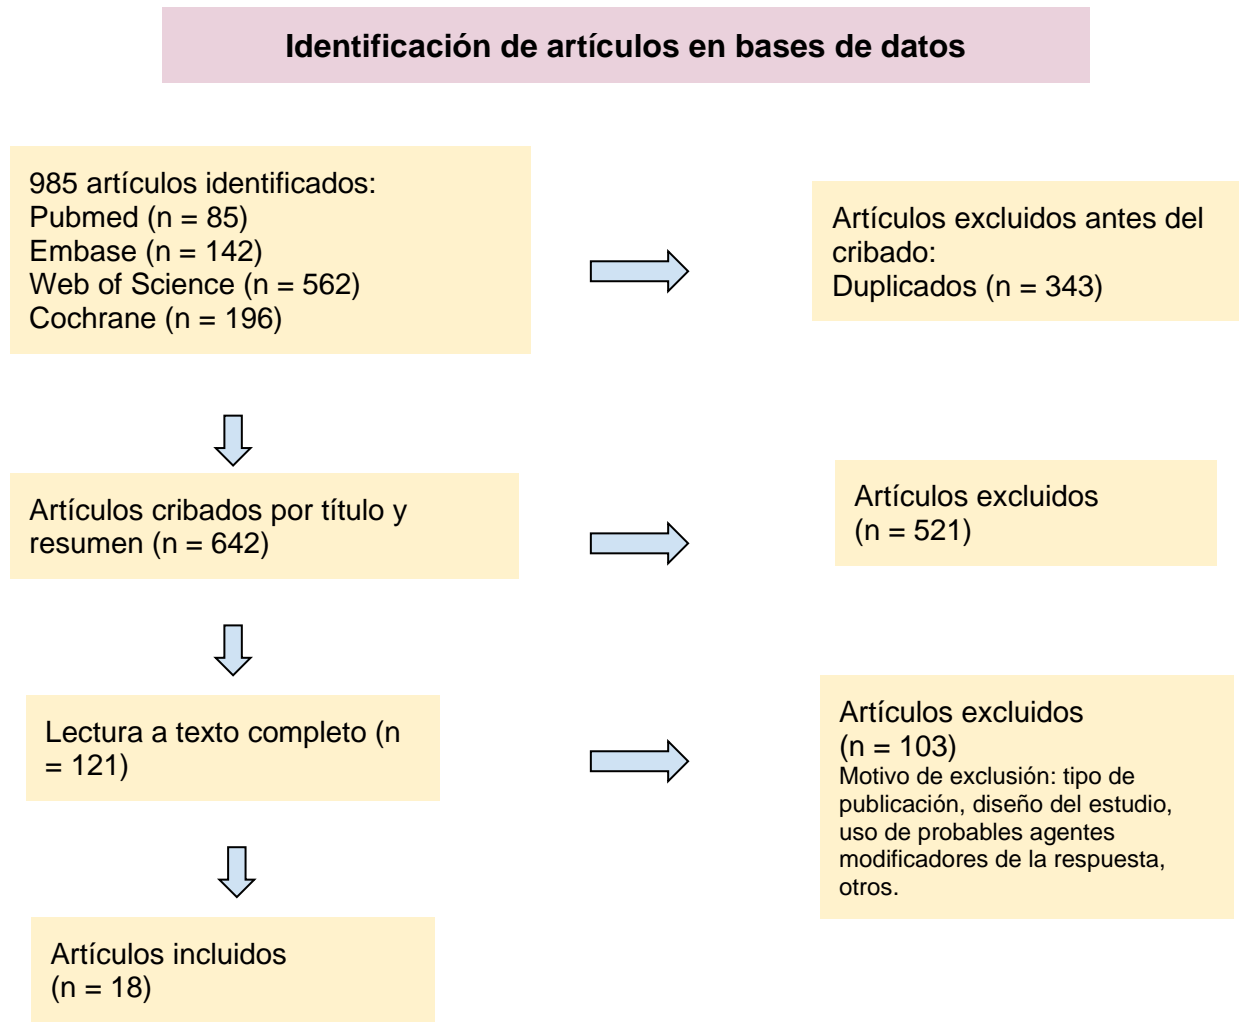 Identificación de artículos en bases de datos
985 artículos identificados:
Pubmed (n = 85)
Embase (n = 142)
Web of Science (n = 562)
Cochrane (n = 196)
Artículos excluidos antes del
cribado:
Duplicados (n = 343)
Artículos cribados por título y
resumen (n = 642)
Artículos excluidos
(n = 521)
Lectura a texto completo (n
= 121)
Artículos excluidos
(n = 103)
Motivo de exclusión: tipo de
publicación, diseño del estudio,
uso de probables agentes
modificadores de la respuesta,
otros.
Artículos incluidos
(n = 18)